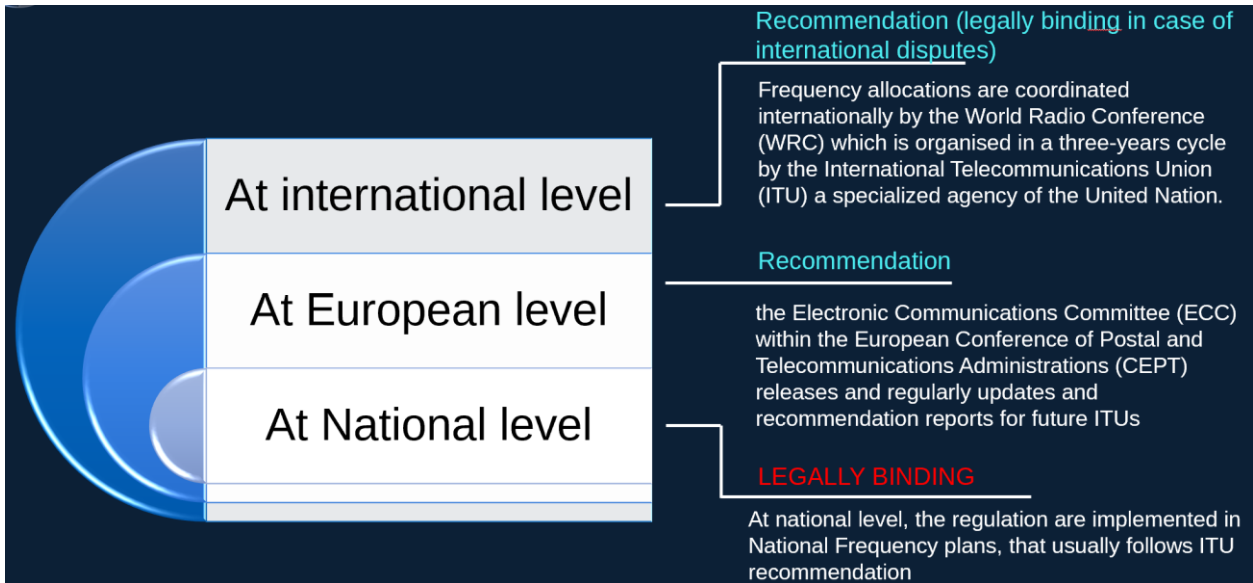 Recommendation (legally binding in case of
international disputes)
Frequency allocations are coordinated
internationally by the World Radio Conference
(WRC) which is organised in a three-years cycle
by the International Telecommunications Union
(ITU) a specialized agency of the United Nation.
At international level
Recommendation
At European level
the Electronic Communications Committee (ECC)
within the European Conference of Postal and
Telecommunications Administrations (CEPT)
releases and regularly updates and
recommendation reports for future ITUs
At National level
LEGALLY BINDING
At national level, the regulation are implemented in
National Frequency plans, that usually follows ITU
recommendation